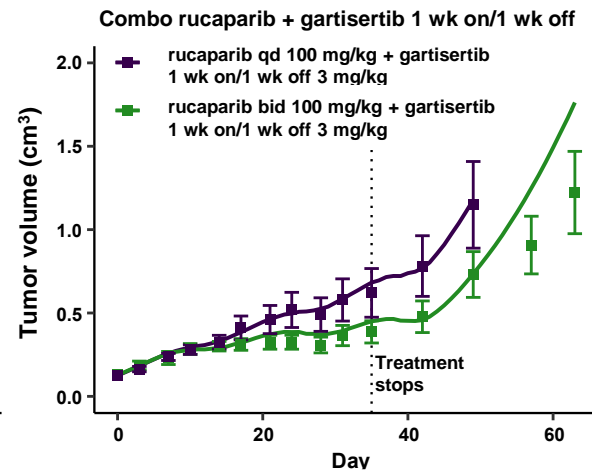 Combo rucaparib + gartisertib 1 wk on/1 wk off
rucaparib qd 100 mg/kg + gartisertib
1 wk on/1 wk off 3 mg/kg
rucaparib bid 100 mg/kg + gartisertib
1 wk on/1 wk off 3 mg/kg
Tumor volume (cm³)
2.0
1.5
1.0
0.5
0.0
Treatment
stops
0 20 40 60
Day